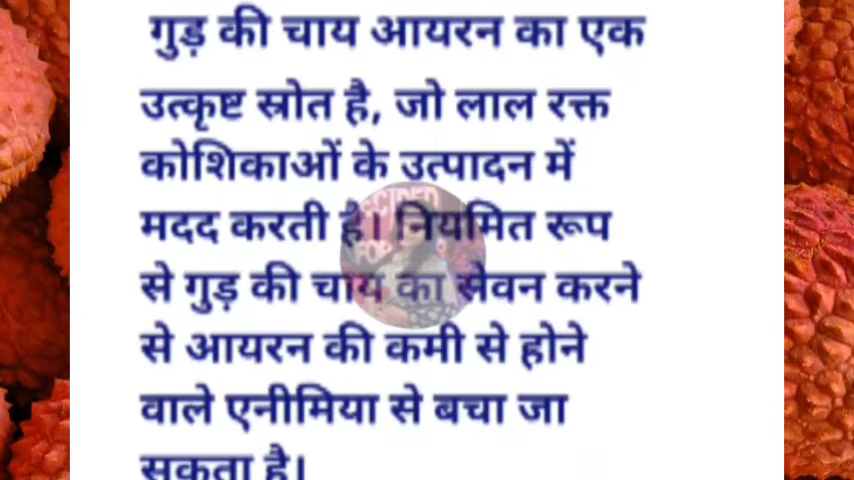 गुड़ की चाय आयरन का एक
उत्कृष्ट स्रोत है, जो लाल रक्त
कोशिकाओं के उत्पादन में
मदद करती है। नियमित रूप
से गुड़ की चाय का सेवन करने
से आयरन की कमी से होने
वाले एनीमिया से बचा जा
सकता है।